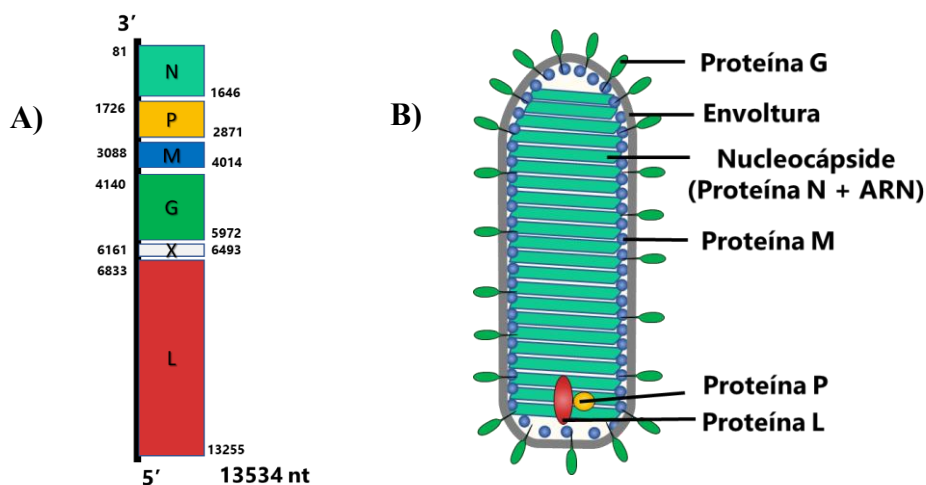 A)
3′
81
N
1646
1726
P
2871
3088
M
4014
4140
G
5972
6161
X
6493
6833
L
13255
5′
13534 nt
B)
Proteína G
Envoltura
Nucleocápside
(Proteína N + ARN)
Proteína M
Proteína P
Proteína L